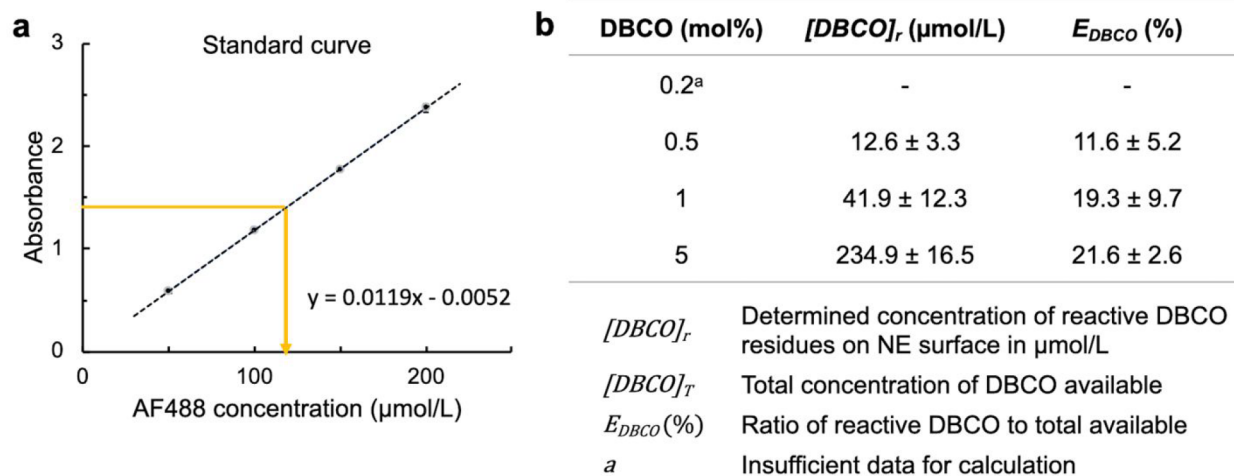 a
Standard curve
3
2
1
0
Absorbance
y = 0.0119x - 0.0052
0 100 200
AF488 concentration (µmol/L)
b
DBCO (mol%) [DBCO]r (µmol/L) EDBCO (%)
0.2a - -
0.5 12.6 ± 3.3 11.6 ± 5.2
1 41.9 ± 12.3 19.3 ± 9.7
5 234.9 ± 16.5 21.6 ± 2.6
[DBCO]r Determined concentration of reactive DBCO
residues on NE surface in µmol/L
[DBCO]T Total concentration of DBCO available
EDBCO(%) Ratio of reactive DBCO to total available
a Insufficient data for calculation